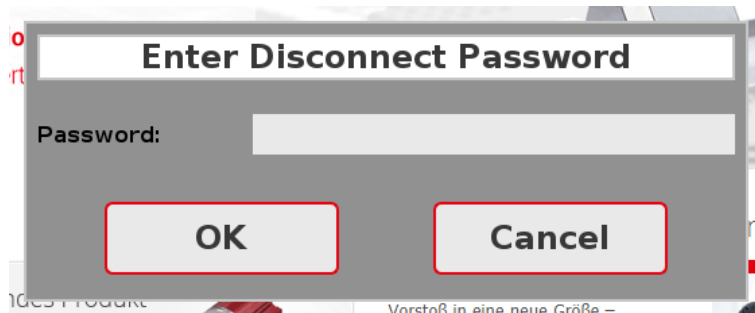 Enter Disconnect Password
Password:
OK
Cancel
Vorstoß in eine neue Größe –